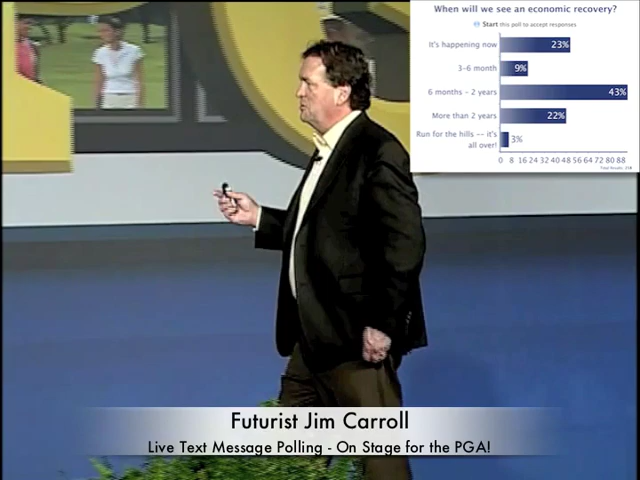 When will we see an economic recovery?
Start this poll to accept responses
It's happening now 23%
3-6 month 9%
6 months - 2 years 43%
More than 2 years 22%
Run for the hills -- it's
all over! 3%
0 8 16 24 32 40 48 56 64 72 80 88
Futurist Jim Carroll
Live Text Message Polling - On Stage for the PGA!